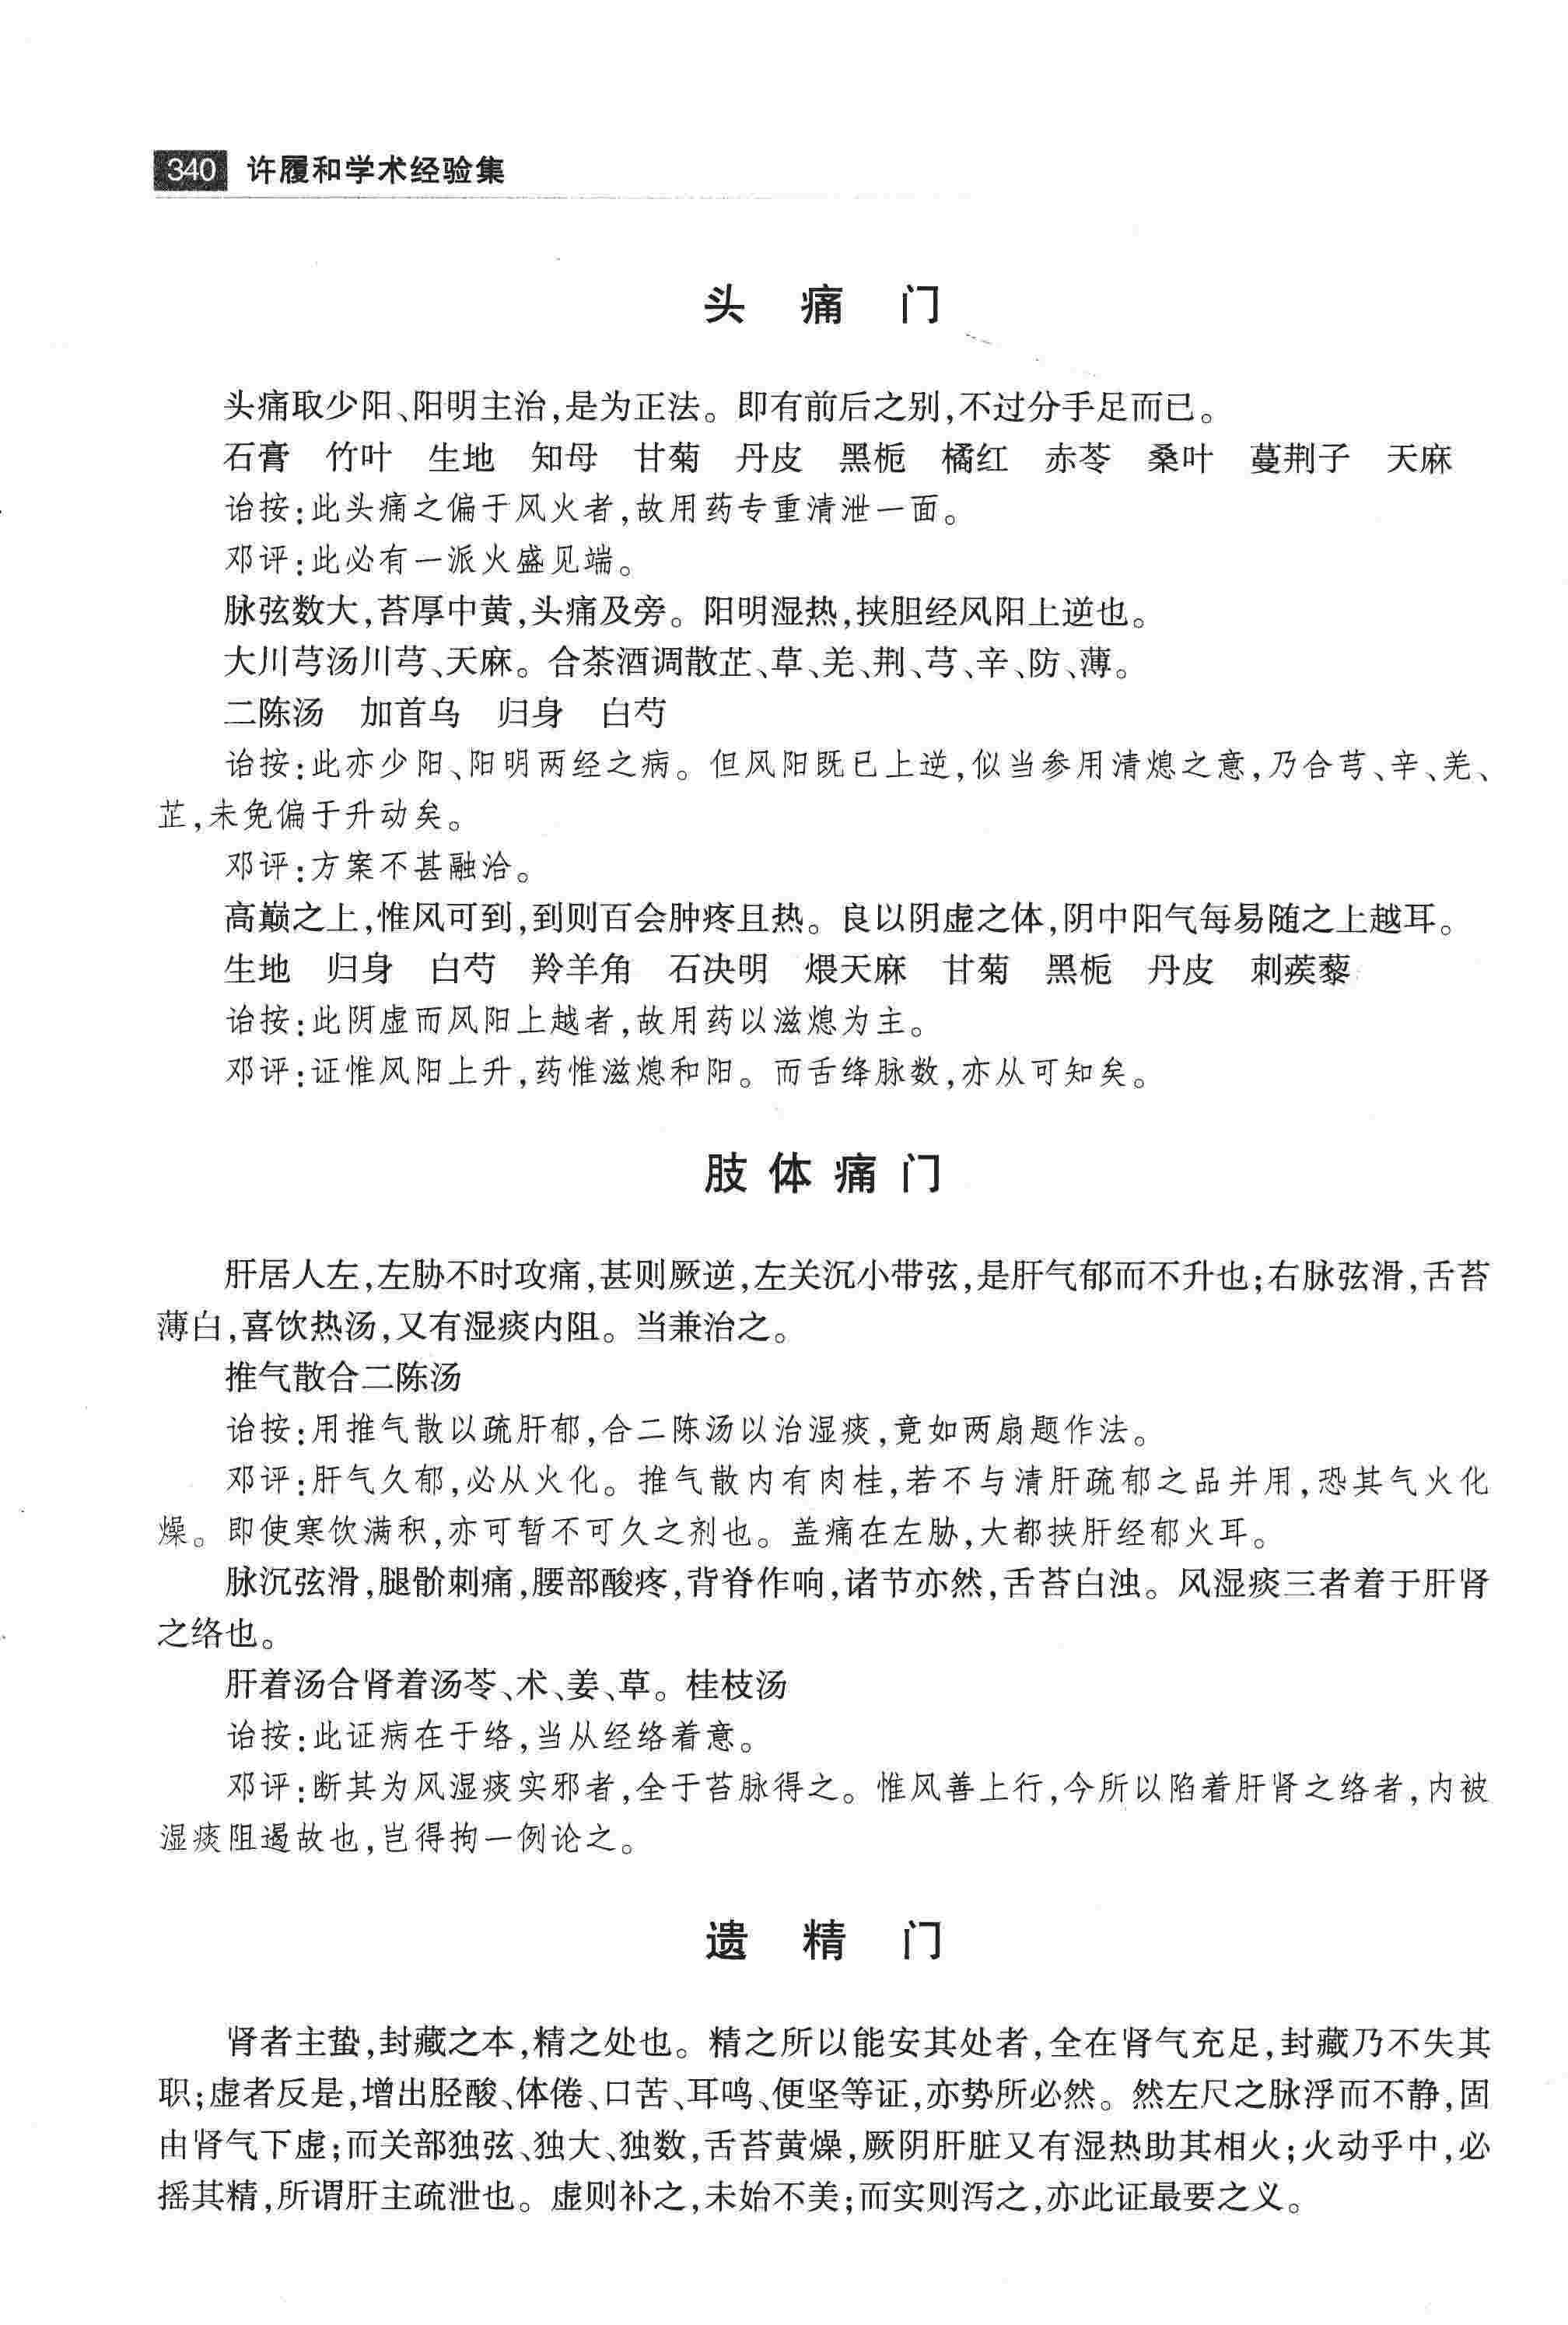 340 许履和学术经验集
头痛门
头痛取少阳、阳明主治,是为正法。即有前后之别,不过分手足而已。
石膏 竹叶 生地 知母 甘菊 丹皮 黑栀 橘红 赤苓 桑叶 蔓荆子 天麻
诒按:此头痛之偏于风火者,故用药专重清泄一面。
邓评:此必有一派火盛见端。
脉弦数大,苔厚中黄,头痛及旁。阳明湿热,挟胆经风阳上逆也。
大川芎汤川芎、天麻。合茶酒调散芷、草、羌、荆、芎、辛、防、薄。
二陈汤 加首乌 归身 白芍
诒按:此亦少阳、阳明两经之病。但风阳既已上逆,似当参用清熄之意,乃合芎、辛、羌、
芷,未免偏于升动矣。
邓评:方案不甚融洽。
高巅之上,惟风可到,到则百会肿疼且热。良以阴虚之体,阴中阳气每易随之上越耳。
生地 归身 白芍 羚羊角 石决明 煨天麻 甘菊 黑栀 丹皮 刺蒺藜
诒按:此阴虚而风阳上越者,故用药以滋熄为主。
邓评:证惟风阳上升,药惟滋熄和阳。而舌绛脉数,亦从可知矣。
肢体痛门
肝居人左,左胁不时攻痛,甚则厥逆,左关沉小带弦,是肝气郁而不升也;右脉弦滑,舌苔
薄白,喜饮热汤,又有湿痰内阻。当兼治之。
推气散合二陈汤
诒按:用推气散以疏肝郁,合二陈汤以治湿痰,竟如两扇题作法。
邓评:肝气久郁,必从火化。推气散内有肉桂,若不与清肝疏郁之品并用,恐其气火化
燥。即使寒饮满积,亦可暂不可久之剂也。盖痛在左胁,大都挟肝经郁火耳。
脉沉弦滑,腿骱刺痛,腰部酸疼,背脊作响,诸节亦然,舌苔白浊。风湿痰三者着于肝肾
之络也。
肝着汤合肾着汤苓、术、姜、草。桂枝汤
诒按:此证病在于络,当从经络着意。
邓评:断其为风湿痰实邪者,全于苔脉得之。惟风善上行,今所以陷着肝肾之络者,内被
湿痰阻遏故也,岂得拘一例论之。
遗精门
肾者主蛰,封藏之本,精之处也。精之所以能安其处者,全在肾气充足,封藏乃不失其
职;虚者反是,增出胫酸、体倦、口苦、耳鸣、便坚等证,亦势所必然。然左尺之脉浮而不静,固
由肾气下虚;而关部独弦、独大、独数,舌苔黄燥,厥阴肝脏又有湿热助其相火;火动乎中,必
摇其精,所谓肝主疏泄也。虚则补之,未始不美;而实则泻之,亦此证最要之义。